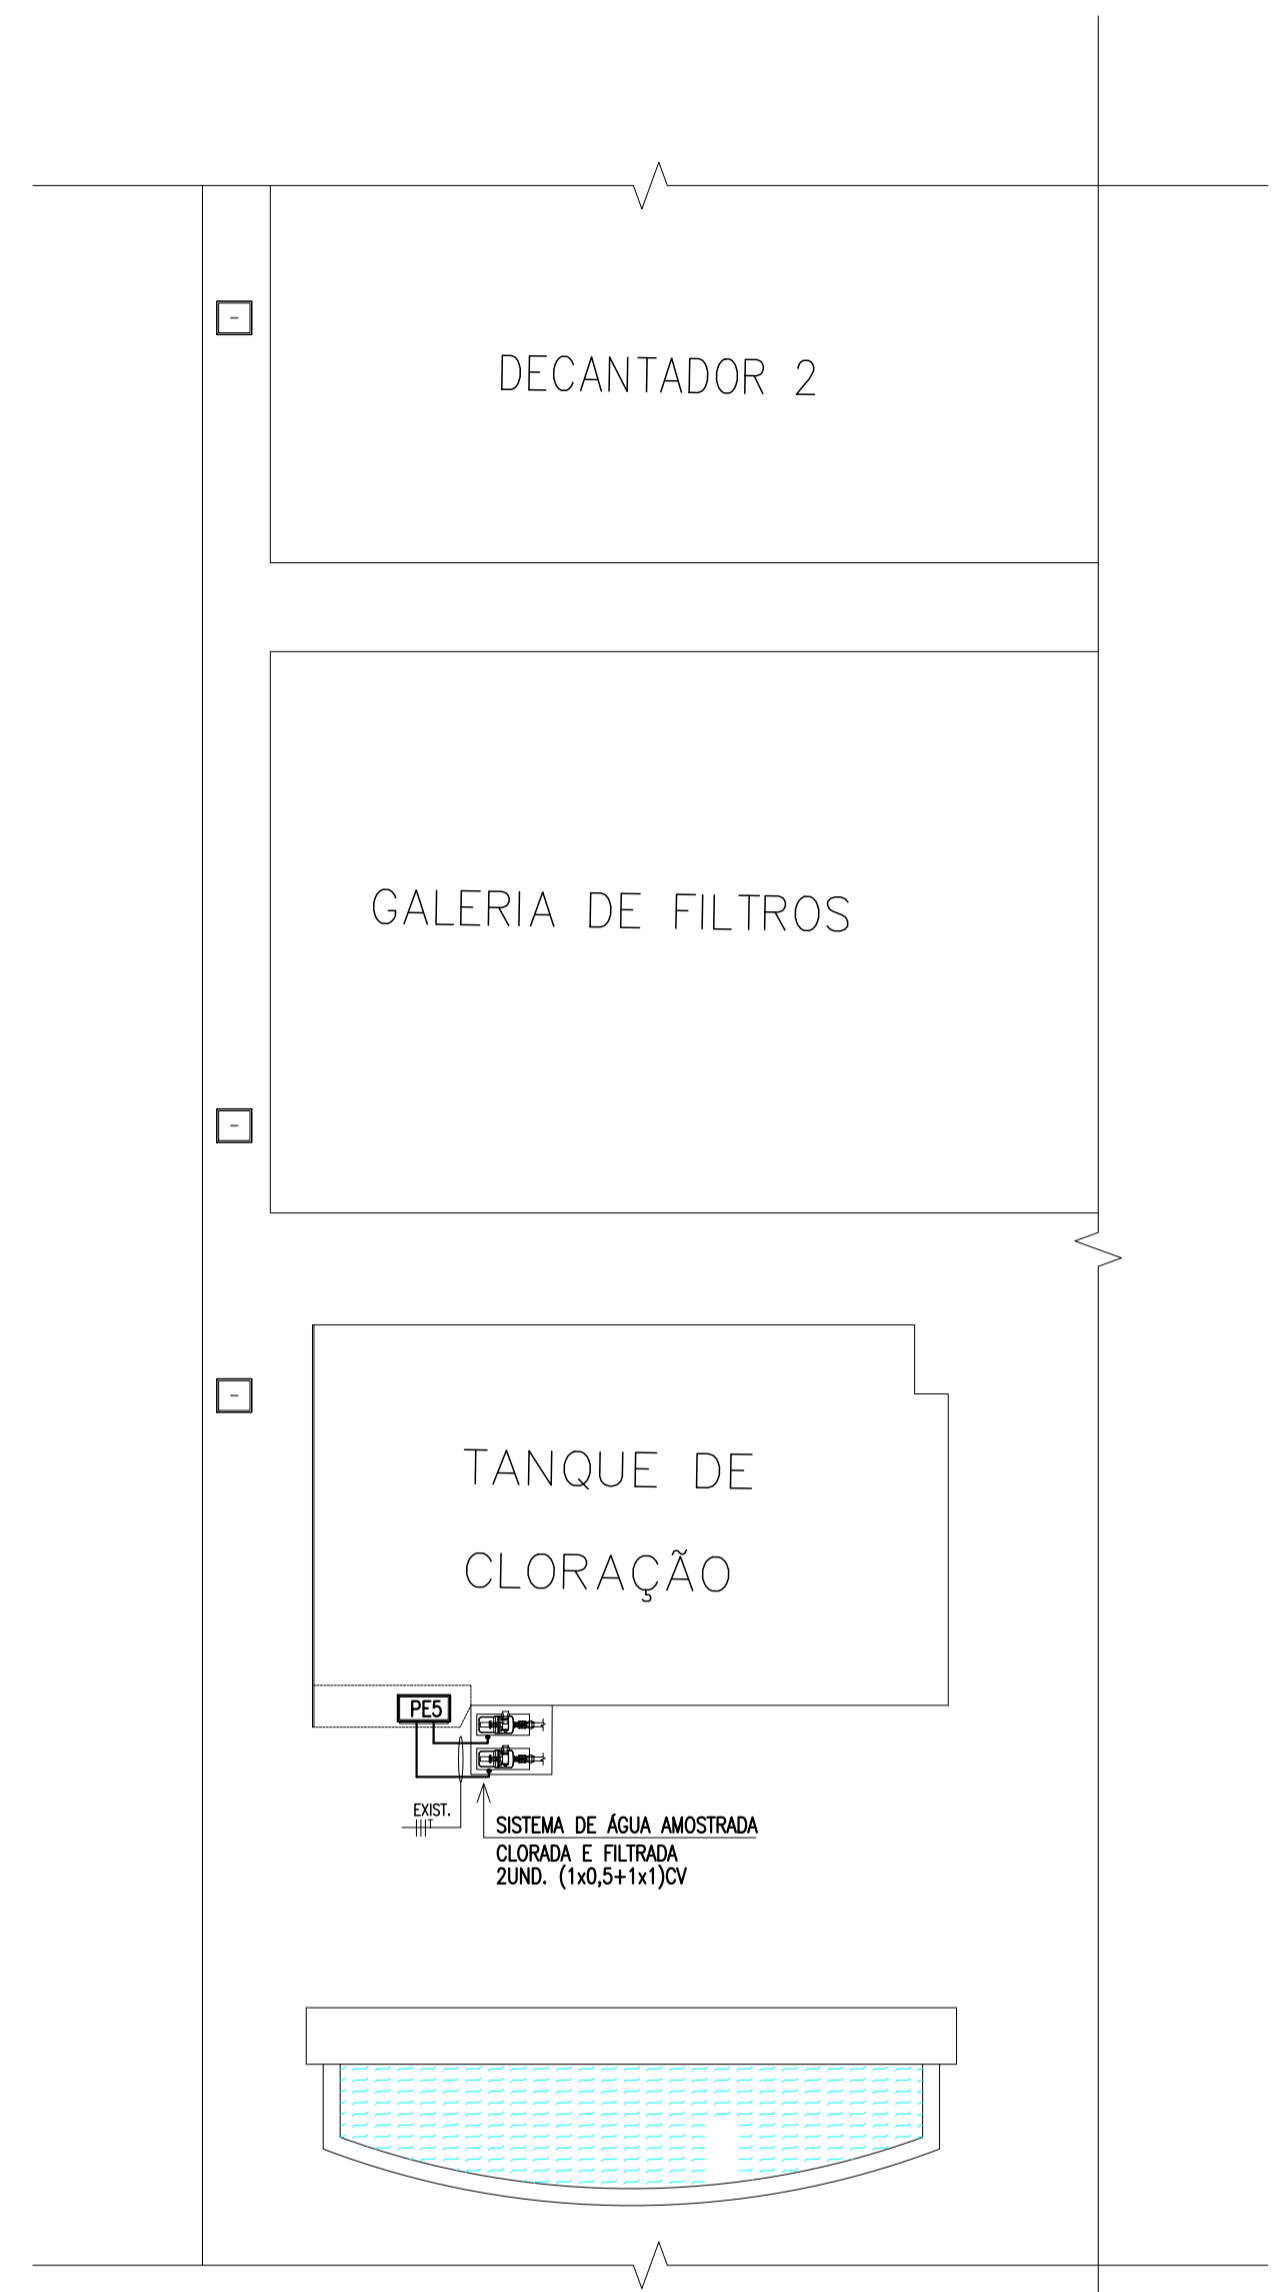 DECANTADOR 2
GALERIA DE FILTROS
TANQUE DE
CLORAÇÃO
PE5
EXIST.
T
SISTEMA DE ÁGUA AMOSTRADA
CLORADA E FILTRADA
2UND. (1x0,5+1x1)CV